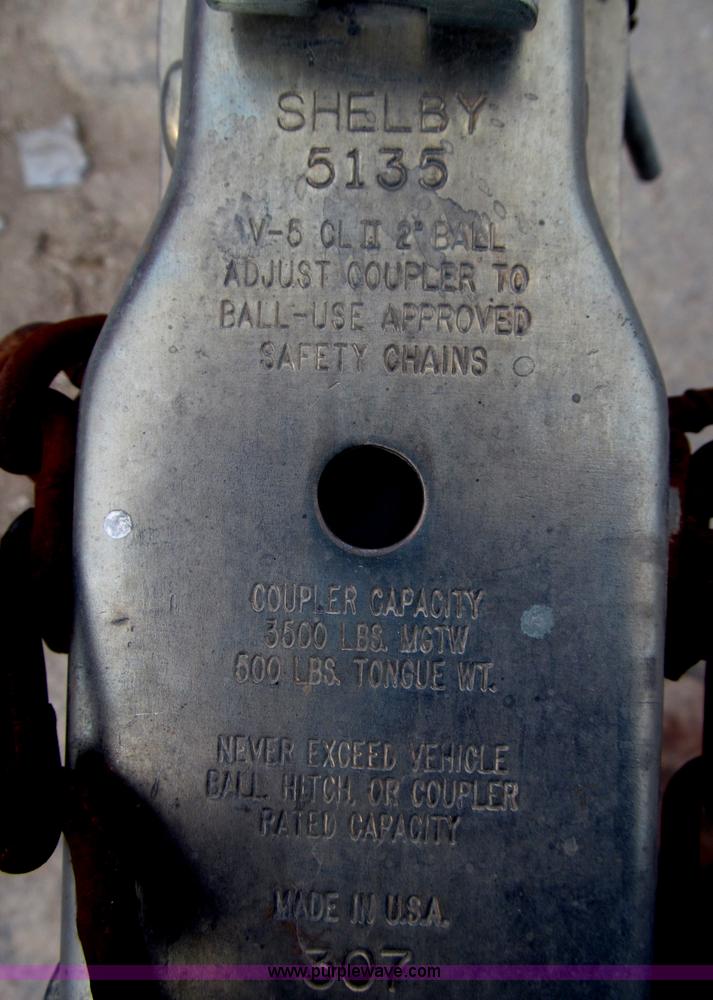 SHELBY
5135
V-5 CL II 2" BALL
ADJUST COUPLER TO
BALL-USE APPROVED
SAFETY CHAINS
COUPLER CAPACITY
3500 LBS. MGTW
500 LBS. TONGUE WT.
NEVER EXCEED VEHICLE
BALL, HITCH, OR COUPLER
RATED CAPACITY
MADE IN U.S.A.
307
www.purplewave.com